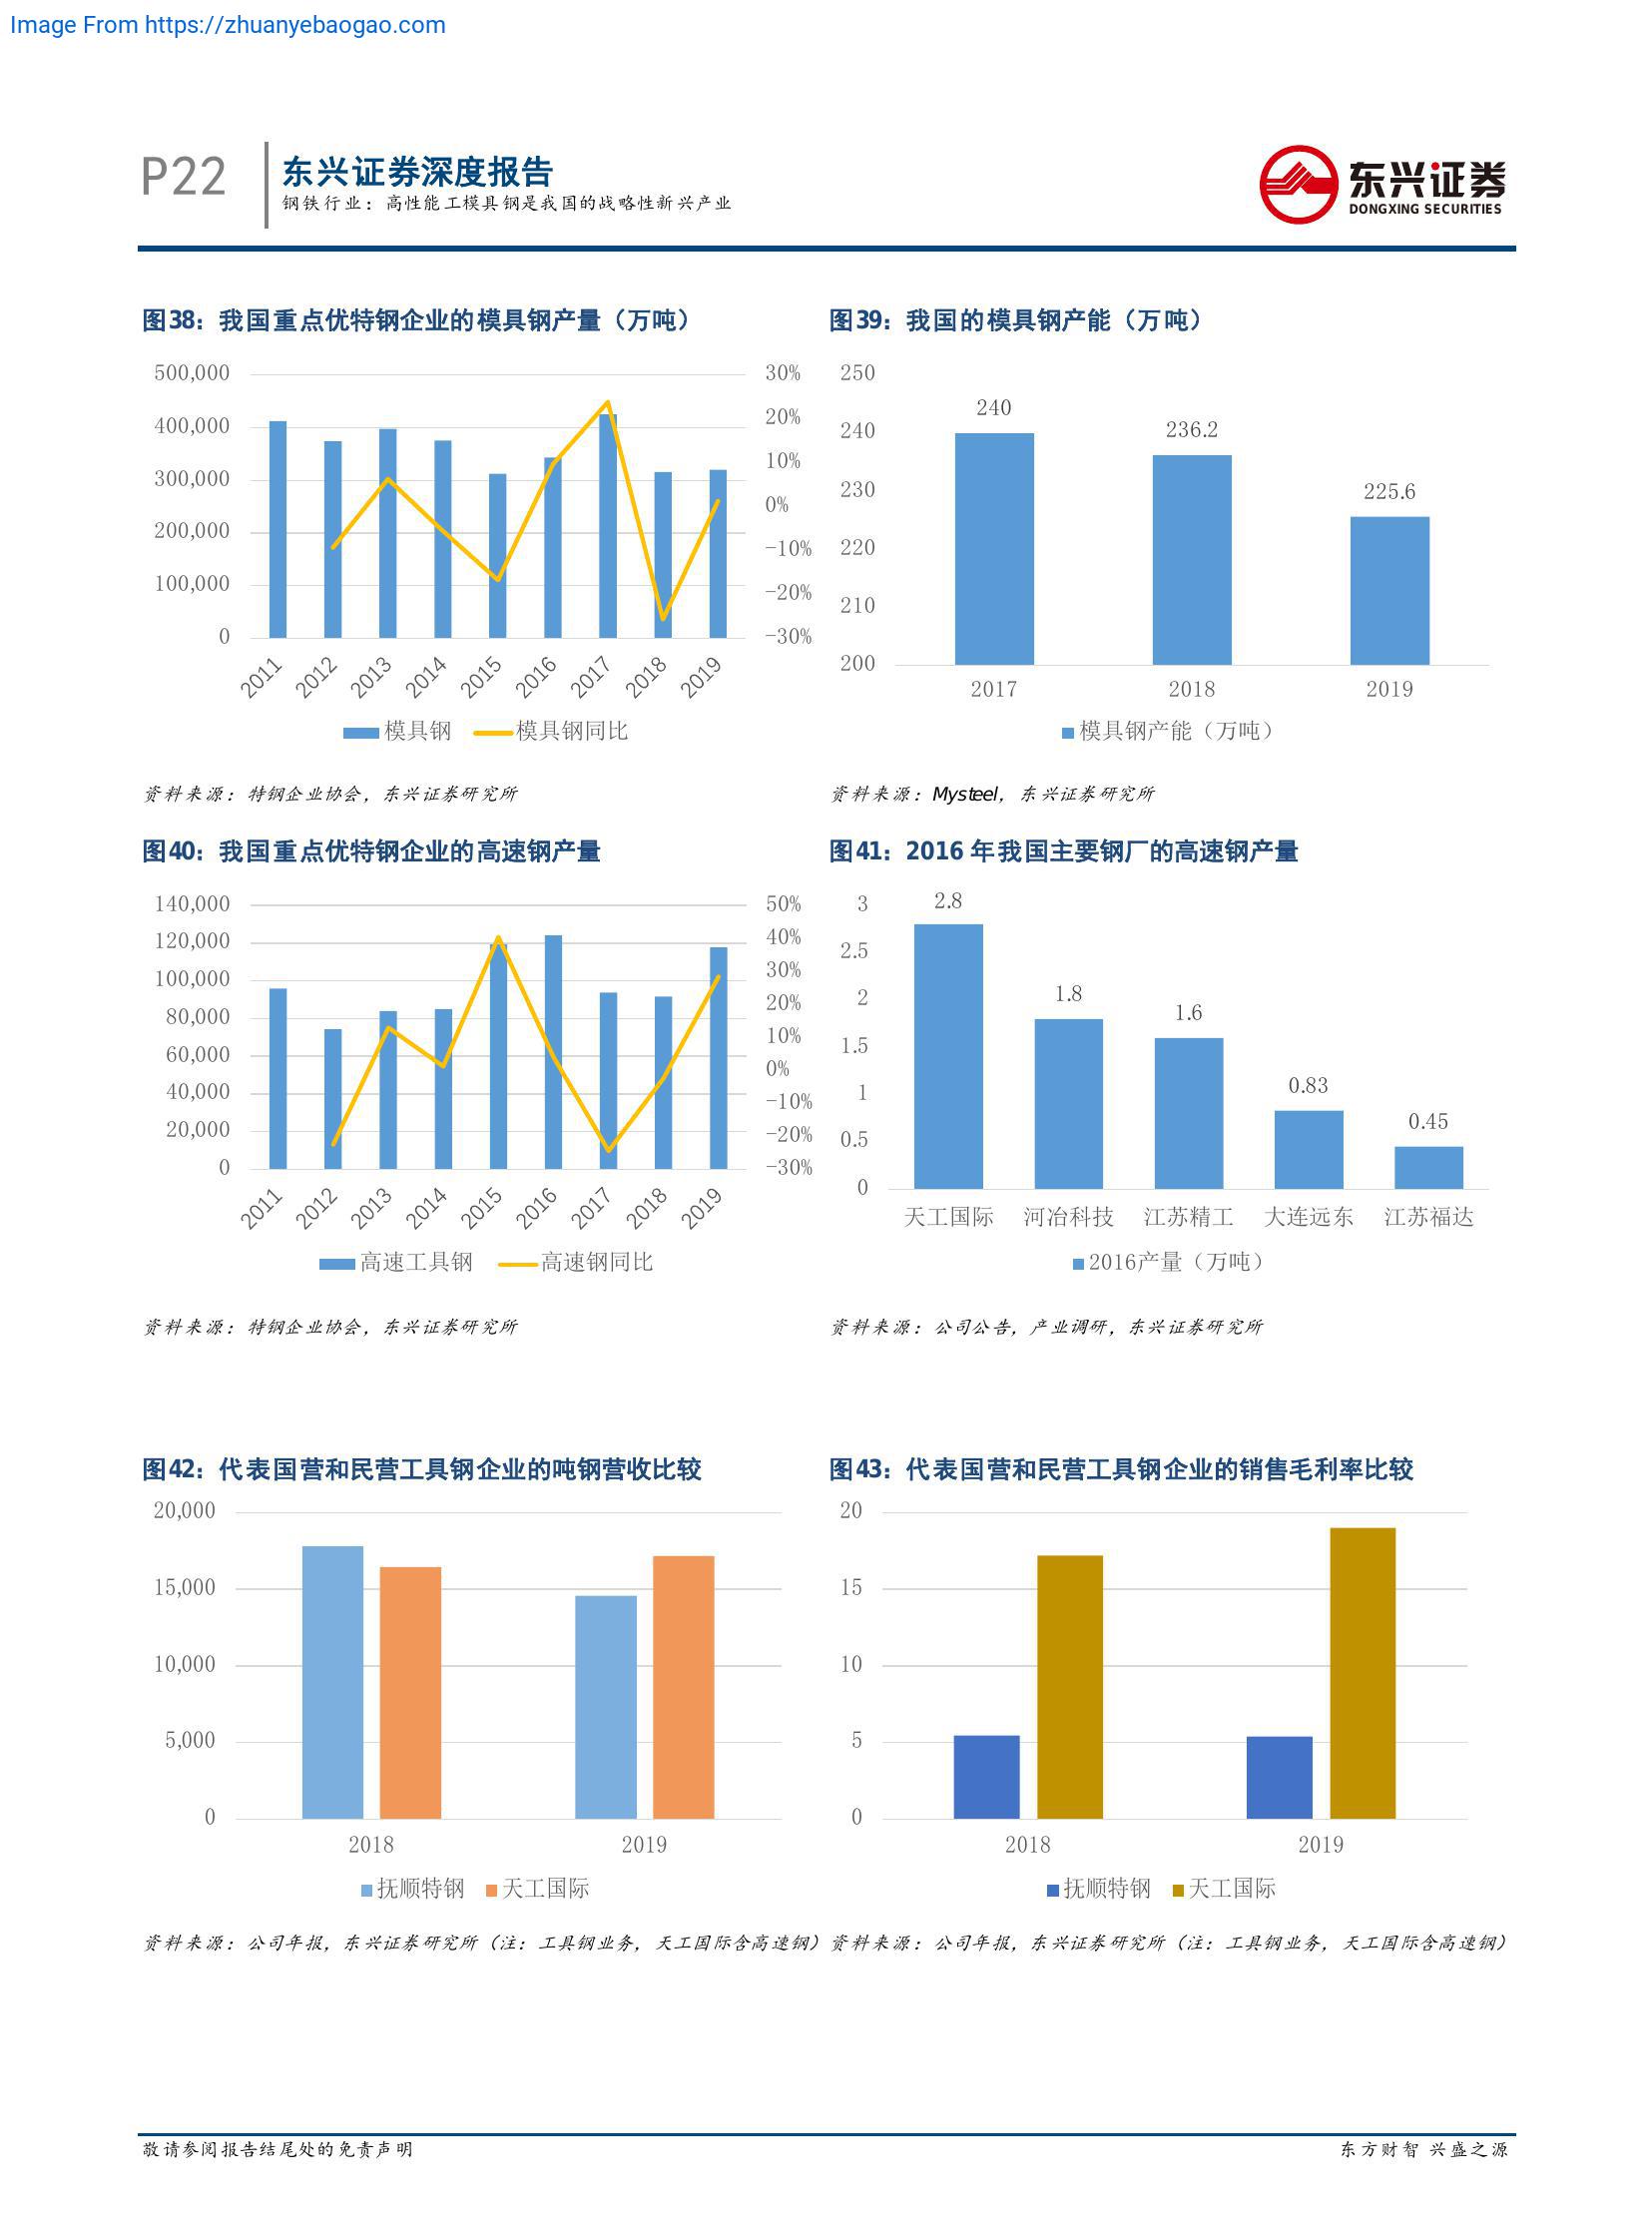 Image From https://zhuanyebaogao.com
P22
东兴证券深度报告
钢铁行业：高性能工模具钢是我国的战略性新兴产业
东兴证券
DONGXING SECURITIES
图38：我国重点优特钢企业的模具钢产量（万吨）
500,000
400,000
300,000
200,000
100,000
0
30%
20%
10%
0%
-10%
-20%
-30%
2011 2012 2013 2014 2015 2016 2017 2018 2019
模具钢 模具钢同比
资料来源：特钢企业协会，东兴证券研究所
图39：我国的模具钢产能（万吨）
250
240
230
220
210
200
240
236.2
225.6
2017 2018 2019
模具钢产能（万吨）
资料来源：Mysteel，东兴证券研究所
图40：我国重点优特钢企业的高速钢产量
140,000
120,000
100,000
80,000
60,000
40,000
20,000
0
50%
40%
30%
20%
10%
0%
-10%
-20%
-30%
2011 2012 2013 2014 2015 2016 2017 2018 2019
高速工具钢 高速钢同比
资料来源：特钢企业协会，东兴证券研究所
图41：2016 年我国主要钢厂的高速钢产量
3
2.5
2
1.5
1
0.5
0
2.8
1.8
1.6
0.83
0.45
天工国际 河冶科技 江苏精工 大连远东 江苏福达
2016产量（万吨）
资料来源：公司公告，产业调研，东兴证券研究所
图42：代表国营和民营工具钢企业的吨钢营收比较
20,000
15,000
10,000
5,000
0
2018 2019
抚顺特钢 天工国际
资料来源：公司年报，东兴证券研究所（注：工具钢业务，天工国际含高速钢）
图43：代表国营和民营工具钢企业的销售毛利率比较
20
15
10
5
0
2018 2019
抚顺特钢 天工国际
资料来源：公司年报，东兴证券研究所（注：工具钢业务，天工国际含高速钢）
敬请参阅报告结尾处的免责声明
东方财智 兴盛之源